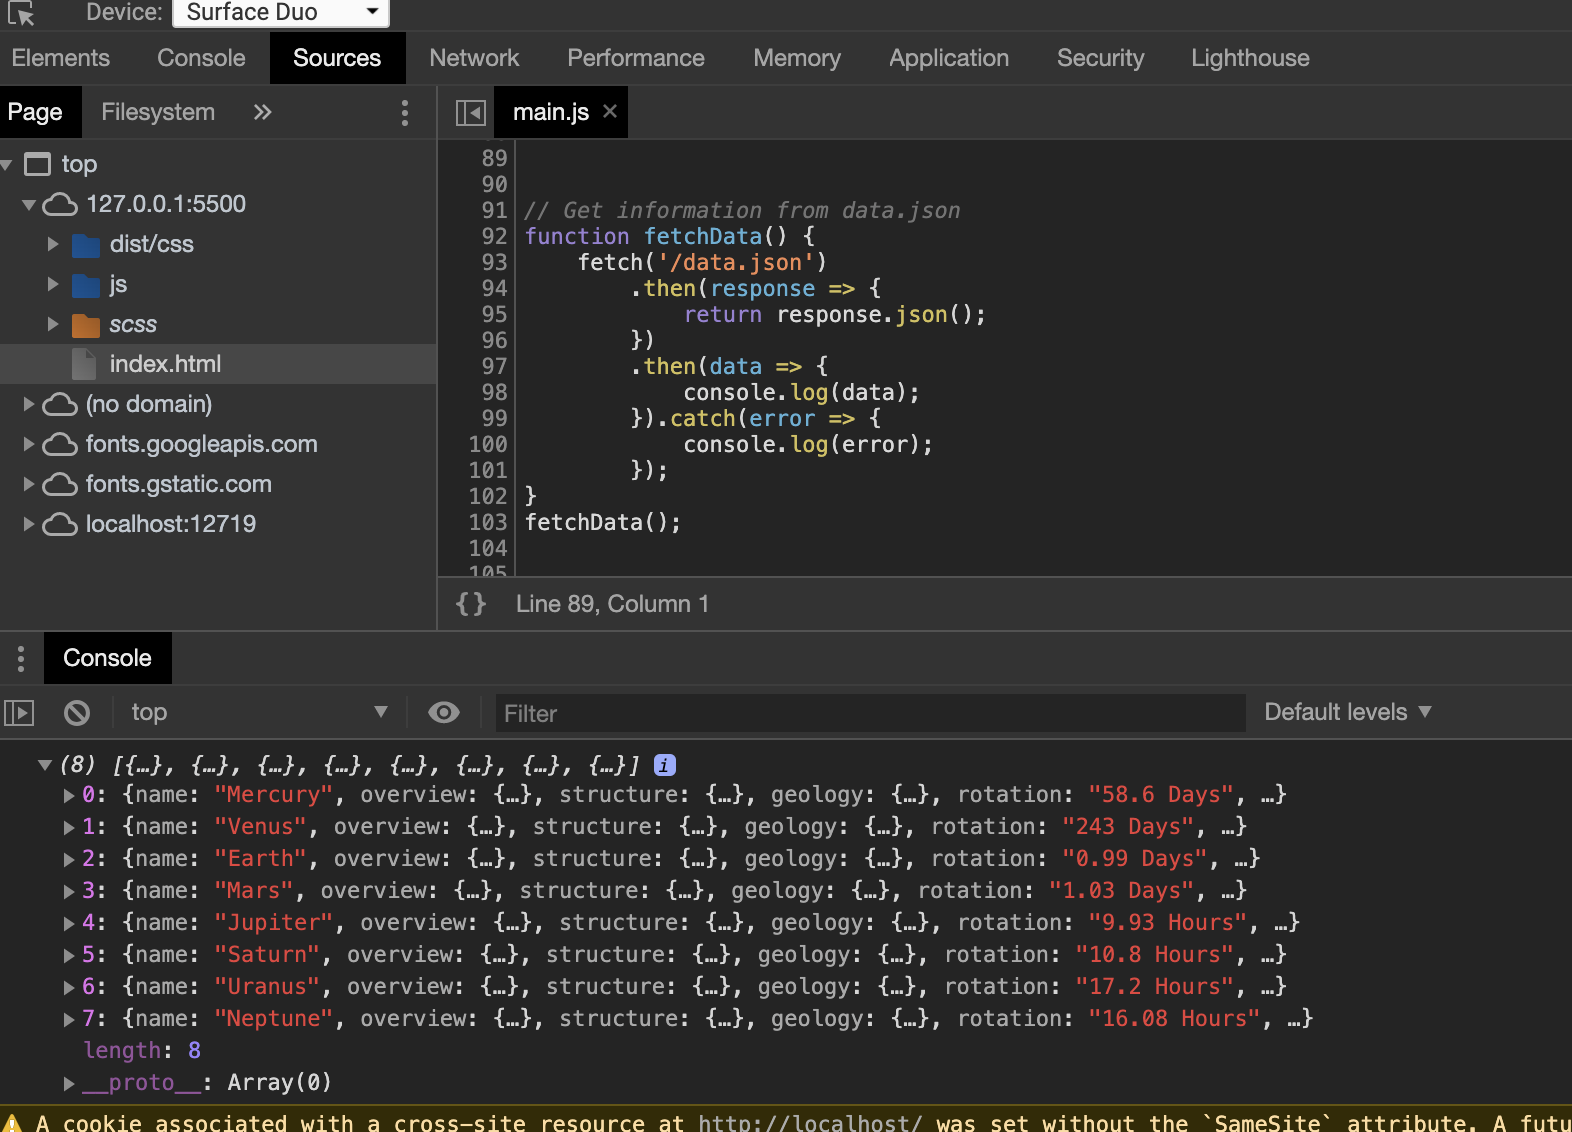 Device: Surface Duo
Elements Console Sources Network Performance Memory Application Security Lighthouse
Page Filesystem » main.js ×
top
127.0.0.1:5500
dist/css
js
scss
index.html
(no domain)
fonts.googleapis.com
fonts.gstatic.com
localhost:12719
89
90
91 // Get information from data.json
92 function fetchData() {
93 fetch('/data.json')
94 .then(response => {
95 return response.json();
96 })
97 .then(data => {
98 console.log(data);
99 }).catch(error => {
100 console.log(error);
101 });
102 }
103 fetchData();
104
105
{} Line 89, Column 1
Console
top Filter Default levels
(8) [{…}, {…}, {…}, {…}, {…}, {…}, {…}, {…}] i
0: {name: "Mercury", overview: {…}, structure: {…}, geology: {…}, rotation: "58.6 Days", …}
1: {name: "Venus", overview: {…}, structure: {…}, geology: {…}, rotation: "243 Days", …}
2: {name: "Earth", overview: {…}, structure: {…}, geology: {…}, rotation: "0.99 Days", …}
3: {name: "Mars", overview: {…}, structure: {…}, geology: {…}, rotation: "1.03 Days", …}
4: {name: "Jupiter", overview: {…}, structure: {…}, geology: {…}, rotation: "9.93 Hours", …}
5: {name: "Saturn", overview: {…}, structure: {…}, geology: {…}, rotation: "10.8 Hours", …}
6: {name: "Uranus", overview: {…}, structure: {…}, geology: {…}, rotation: "17.2 Hours", …}
7: {name: "Neptune", overview: {…}, structure: {…}, geology: {…}, rotation: "16.08 Hours", …}
length: 8
__proto__: Array(0)
A cookie associated with a cross-site resource at http://localhost/ was set without the `SameSite` attribute. A futu